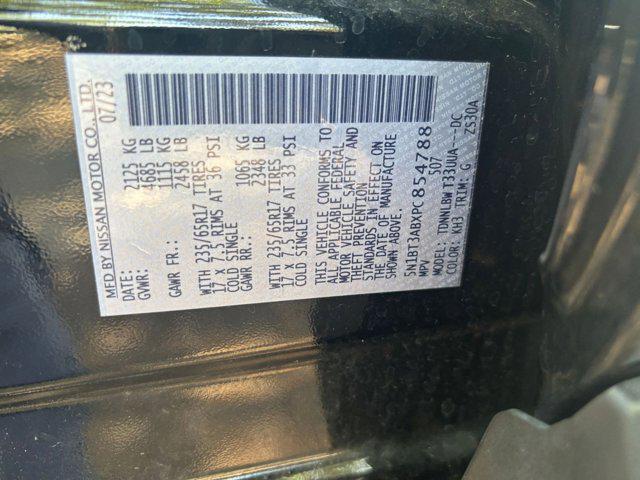 MFD BY NISSAN MOTOR CO., LTD.
DATE: 07/23
GVWR: 2125 KG
4685 LB
GAWR FR.: 1115 KG
2458 LB
WITH 235/65R17 TIRES
17 X 7.5 RIMS AT 36 PSI
COLD SINGLE
GAWR RR.: 1065 KG
2348 LB
WITH 235/65R17 TIRES
17 X 7.5 RIMS AT 33 PSI
COLD SINGLE
THIS VEHICLE CONFORMS TO
ALL APPLICABLE FEDERAL
MOTOR VEHICLE SAFETY AND
THEFT PREVENTION
STANDARDS IN EFFECT ON
THE DATE OF MANUFACTURE
SHOWN ABOVE.
5N1BT3ABXPC854788
MPV 507
MODEL: TDWNLBW T33UUA---DC
COLOR: KH3 TRIM: G Z330A